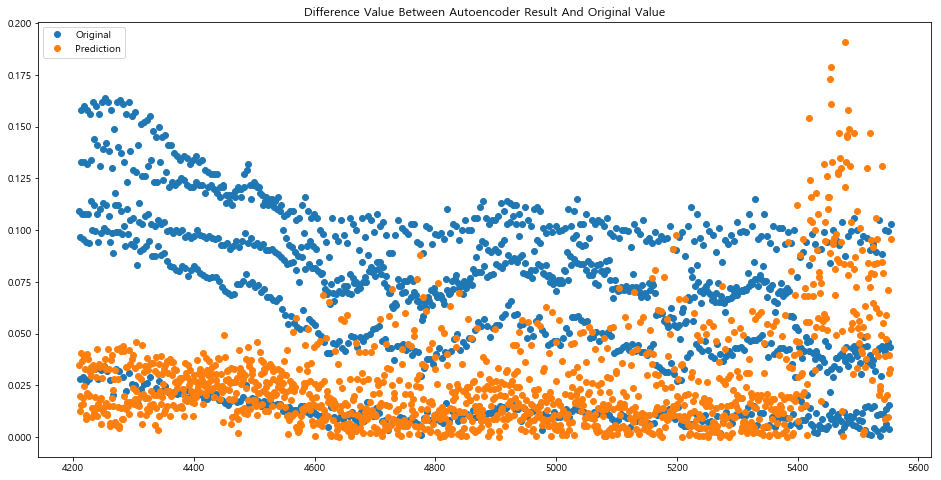 Difference Value Between Autoencoder Result And Original Value
Original
Prediction
0.200
0.175
0.150
0.125
0.100
0.075
0.050
0.025
0.000
4200 4400 4600 4800 5000 5200 5400 5600